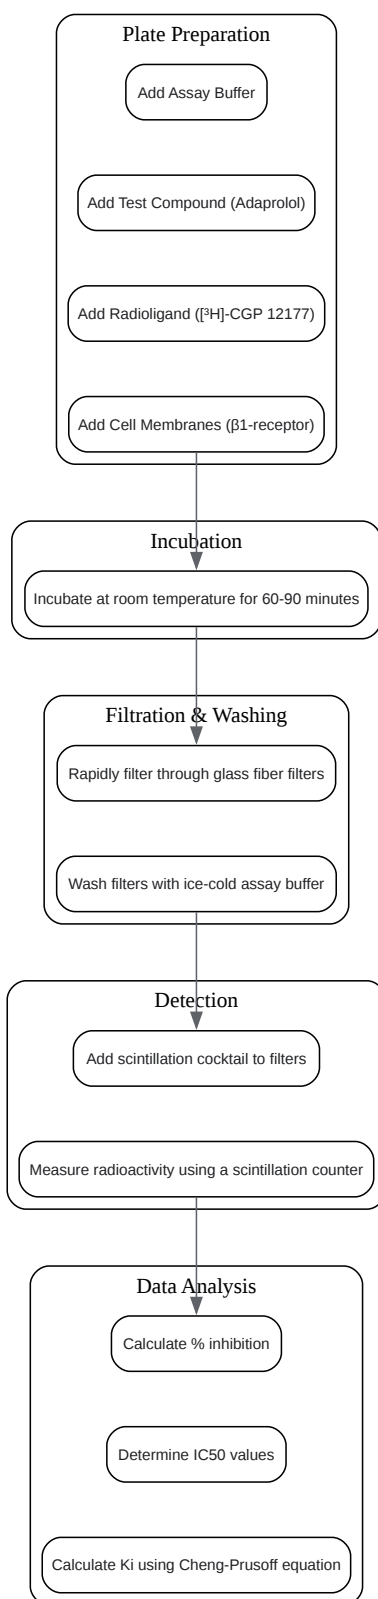 Plate Preparation
Add Assay Buffer
Add Test Compound (Adaprolol)
Add Radioligand ([³H]-CGP 12177)
Add Cell Membranes (β1-receptor)
Incubation
Incubate at room temperature for 60-90 minutes
Filtration & Washing
Rapidly filter through glass fiber filters
Wash filters with ice-cold assay buffer
Detection
Add scintillation cocktail to filters
Measure radioactivity using a scintillation counter
Data Analysis
Calculate % inhibition
Determine IC50 values
Calculate Ki using Cheng-Prusoff equation